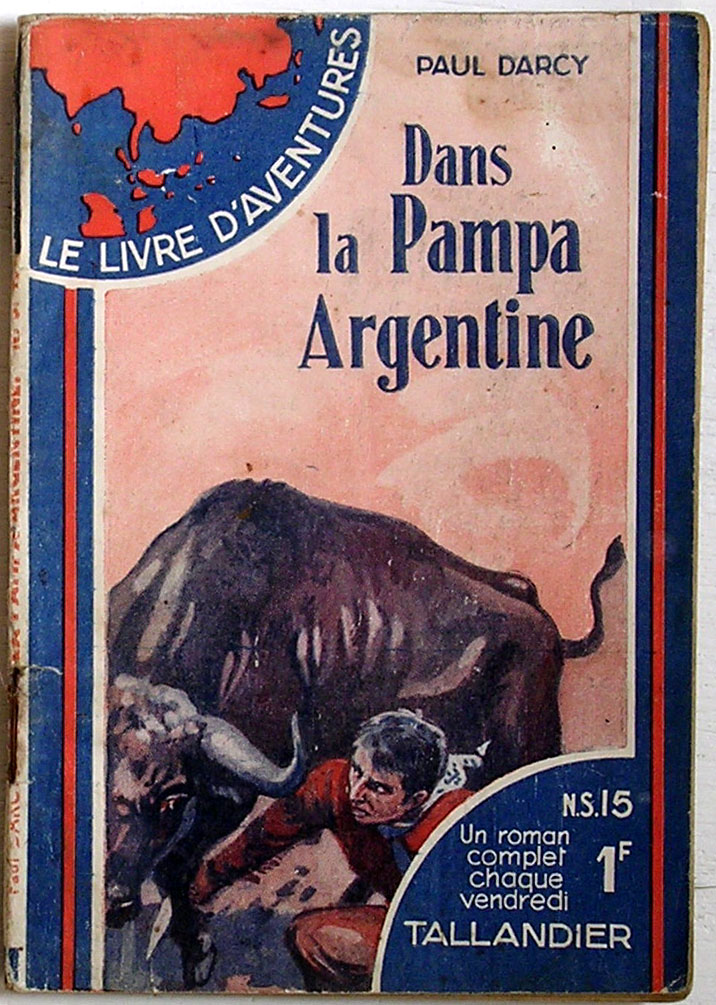 PAUL DARCY
LE LIVRE D'AVENTURES
Dans
la Pampa
Argentine
N.S.15
Un roman
complet
chaque
vendredi
1F
TALLANDIER